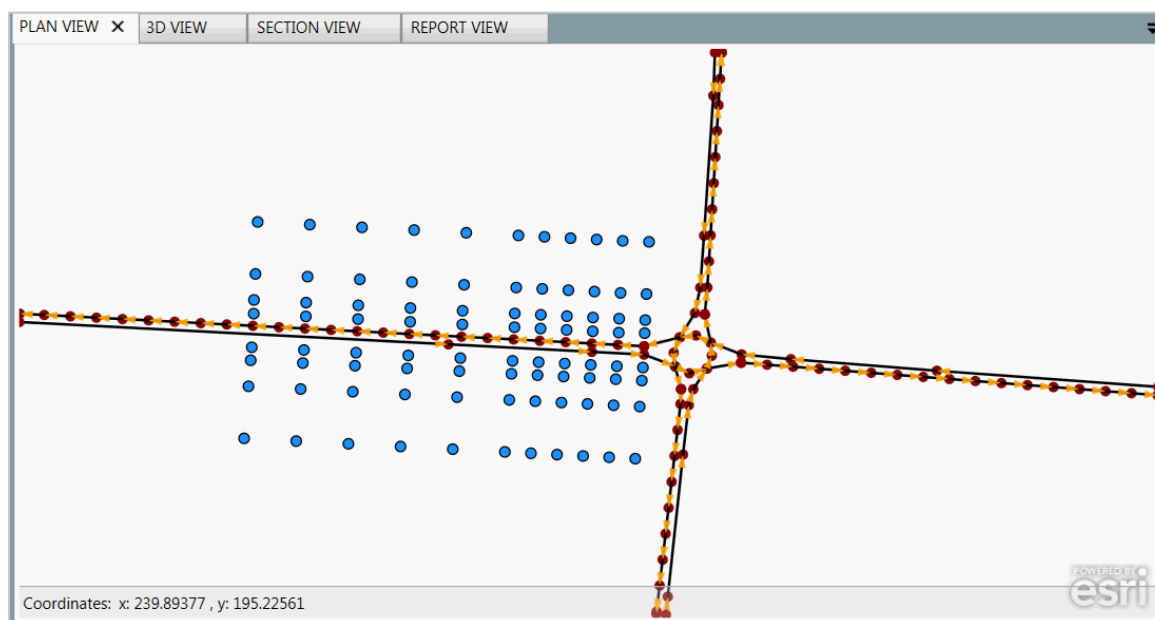 PLAN VIEW X
3D VIEW
SECTION VIEW
REPORT VIEW
Coordinates: x: 239.89377 , y: 195.22561
POWERED BY
esri